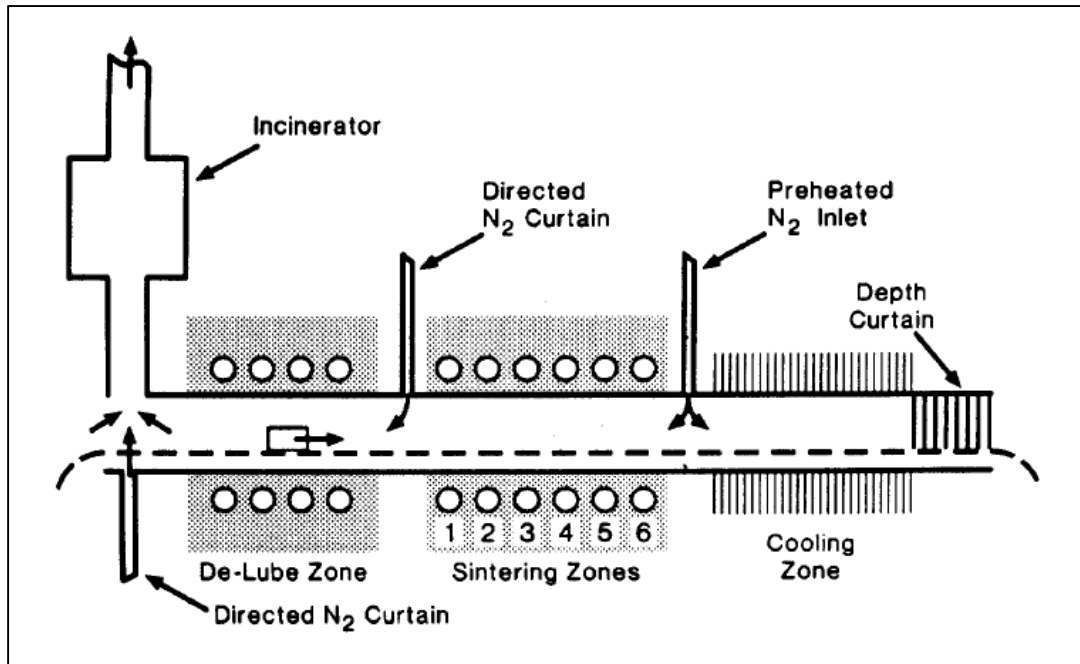 Incinerator
Directed
N2 Curtain
Preheated
N2 Inlet
Depth
Curtain
1 2 3 4 5 6
De-Lube Zone
Sintering Zones
Cooling
Zone
Directed N2 Curtain